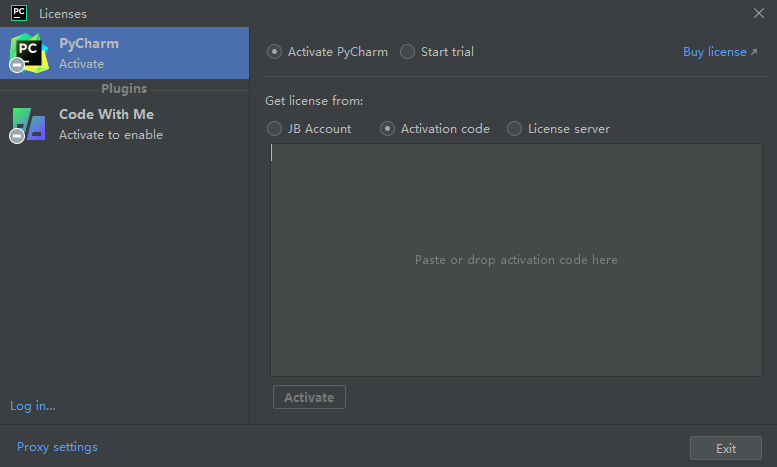 PC Licenses
PC PyCharm
Activate
Plugins
Code With Me
Activate to enable
Log in...
Activate PyCharm Start trial Buy license ↗
Get license from:
JB Account Activation code License server
Paste or drop activation code here
Activate
Proxy settings Exit